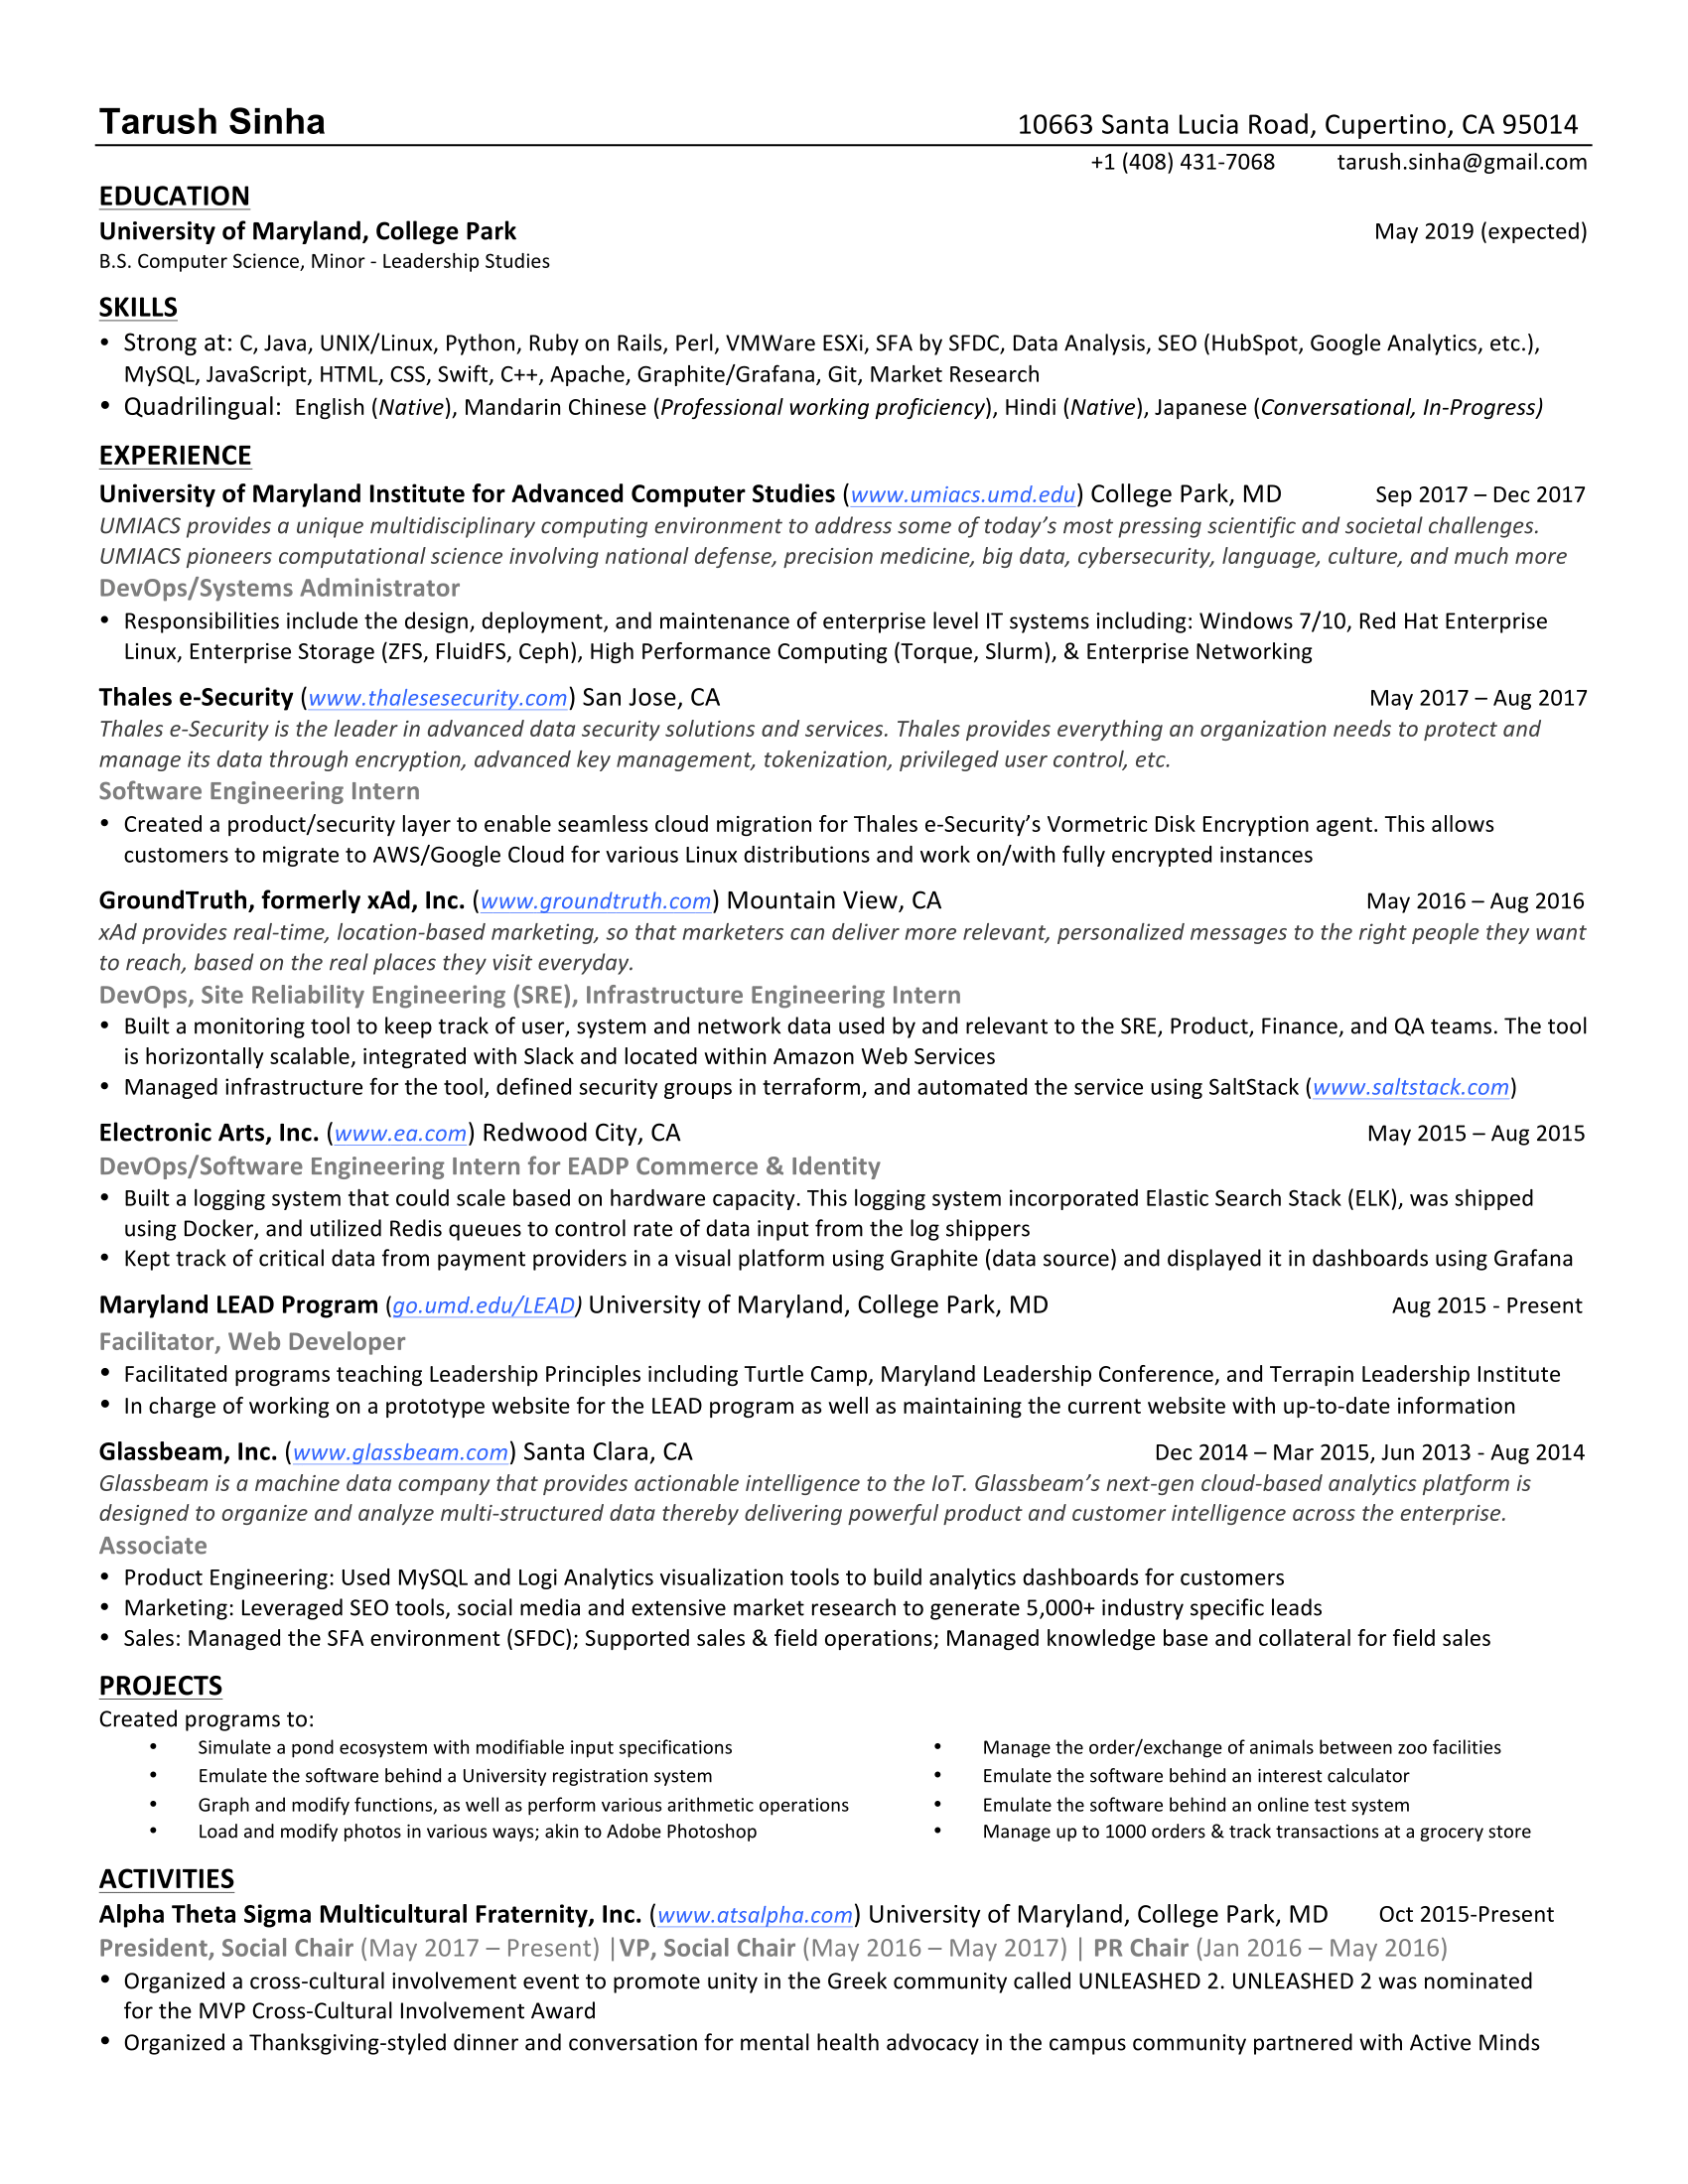 Tarush Sinha 10663 Santa Lucia Road, Cupertino, CA 95014
+1 (408) 431-7068 tarush.sinha@gmail.com
EDUCATION
University of Maryland, College Park May 2019 (expected)
B.S. Computer Science, Minor - Leadership Studies
SKILLS
• Strong at: C, Java, UNIX/Linux, Python, Ruby on Rails, Perl, VMWare ESXi, SFA by SFDC, Data Analysis, SEO (HubSpot, Google Analytics, etc.),
MySQL, JavaScript, HTML, CSS, Swift, C++, Apache, Graphite/Grafana, Git, Market Research
• Quadrilingual: English (Native), Mandarin Chinese (Professional working proficiency), Hindi (Native), Japanese (Conversational, In-Progress)
EXPERIENCE
University of Maryland Institute for Advanced Computer Studies (www.umiacs.umd.edu) College Park, MD Sep 2017 – Dec 2017
UMIACS provides a unique multidisciplinary computing environment to address some of today's most pressing scientific and societal challenges.
UMIACS pioneers computational science involving national defense, precision medicine, big data, cybersecurity, language, culture, and much more
DevOps/Systems Administrator
• Responsibilities include the design, deployment, and maintenance of enterprise level IT systems including: Windows 7/10, Red Hat Enterprise
Linux, Enterprise Storage (ZFS, FluidFS, Ceph), High Performance Computing (Torque, Slurm), & Enterprise Networking
Thales e-Security (www.thalesesecurity.com) San Jose, CA May 2017 – Aug 2017
Thales e-Security is the leader in advanced data security solutions and services. Thales provides everything an organization needs to protect and
manage its data through encryption, advanced key management, tokenization, privileged user control, etc.
Software Engineering Intern
• Created a product/security layer to enable seamless cloud migration for Thales e-Security's Vormetric Disk Encryption agent. This allows
customers to migrate to AWS/Google Cloud for various Linux distributions and work on/with fully encrypted instances
GroundTruth, formerly xAd, Inc. (www.groundtruth.com) Mountain View, CA May 2016 – Aug 2016
xAd provides real-time, location-based marketing, so that marketers can deliver more relevant, personalized messages to the right people they want
to reach, based on the real places they visit everyday.
DevOps, Site Reliability Engineering (SRE), Infrastructure Engineering Intern
• Built a monitoring tool to keep track of user, system and network data used by and relevant to the SRE, Product, Finance, and QA teams. The tool
is horizontally scalable, integrated with Slack and located within Amazon Web Services
• Managed infrastructure for the tool, defined security groups in terraform, and automated the service using SaltStack (www.saltstack.com)
Electronic Arts, Inc. (www.ea.com) Redwood City, CA May 2015 – Aug 2015
DevOps/Software Engineering Intern for EADP Commerce & Identity
• Built a logging system that could scale based on hardware capacity. This logging system incorporated Elastic Search Stack (ELK), was shipped
using Docker, and utilized Redis queues to control rate of data input from the log shippers
• Kept track of critical data from payment providers in a visual platform using Graphite (data source) and displayed it in dashboards using Grafana
Maryland LEAD Program (go.umd.edu/LEAD) University of Maryland, College Park, MD Aug 2015 - Present
Facilitator, Web Developer
• Facilitated programs teaching Leadership Principles including Turtle Camp, Maryland Leadership Conference, and Terrapin Leadership Institute
• In charge of working on a prototype website for the LEAD program as well as maintaining the current website with up-to-date information
Glassbeam, Inc. (www.glassbeam.com) Santa Clara, CA Dec 2014 – Mar 2015, Jun 2013 - Aug 2014
Glassbeam is a machine data company that provides actionable intelligence to the IoT. Glassbeam's next-gen cloud-based analytics platform is
designed to organize and analyze multi-structured data thereby delivering powerful product and customer intelligence across the enterprise.
Associate
• Product Engineering: Used MySQL and Logi Analytics visualization tools to build analytics dashboards for customers
• Marketing: Leveraged SEO tools, social media and extensive market research to generate 5,000+ industry specific leads
• Sales: Managed the SFA environment (SFDC); Supported sales & field operations; Managed knowledge base and collateral for field sales
PROJECTS
Created programs to:
• Simulate a pond ecosystem with modifiable input specifications
• Emulate the software behind a University registration system
• Graph and modify functions, as well as perform various arithmetic operations
• Load and modify photos in various ways; akin to Adobe Photoshop
• Manage the order/exchange of animals between zoo facilities
• Emulate the software behind an interest calculator
• Emulate the software behind an online test system
• Manage up to 1000 orders & track transactions at a grocery store
ACTIVITIES
Alpha Theta Sigma Multicultural Fraternity, Inc. (www.atsalpha.com) University of Maryland, College Park, MD Oct 2015-Present
President, Social Chair (May 2017 – Present) |VP, Social Chair (May 2016 – May 2017) | PR Chair (Jan 2016 – May 2016)
• Organized a cross-cultural involvement event to promote unity in the Greek community called UNLEASHED 2. UNLEASHED 2 was nominated
for the MVP Cross-Cultural Involvement Award
• Organized a Thanksgiving-styled dinner and conversation for mental health advocacy in the campus community partnered with Active Minds